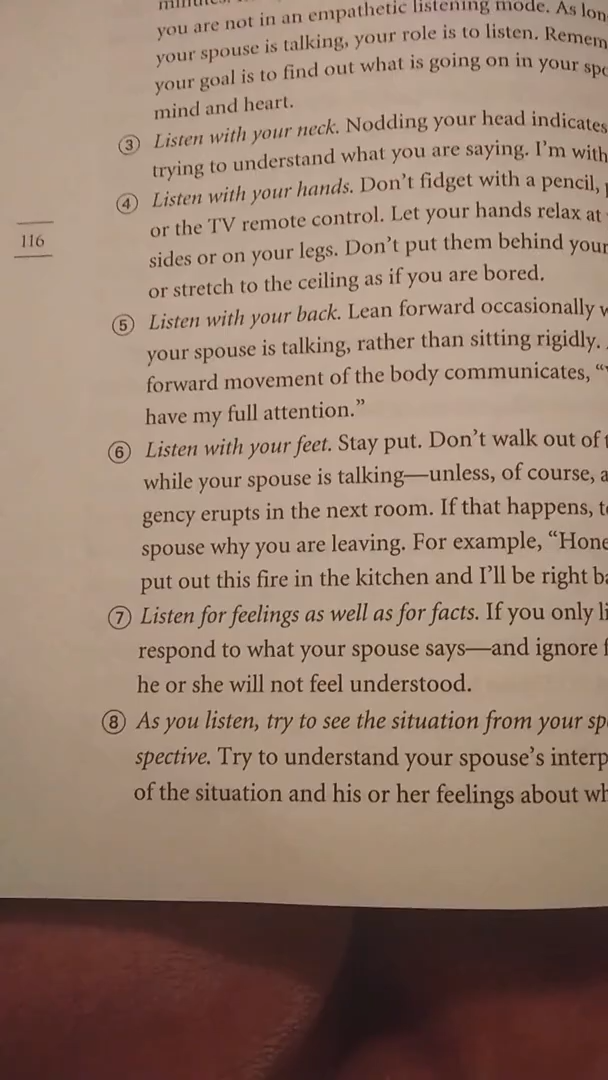 you are not in an empathetic listening mode. As
your spouse is talking, your role is to listen.
your goal is to find out what is going on in your
mind and heart.
③ Listen with your neck. Nodding your head indicates
trying to understand what you are saying. I'm with
④ Listen with your hands. Don't fidget with a pencil,
or the TV remote control. Let your hands relax at
116
sides or on your legs. Don't put them behind your
or stretch to the ceiling as if you are bored.
⑤ Listen with your back. Lean forward occasionally
your spouse is talking, rather than sitting rigidly.
forward movement of the body communicates, “
have my full attention.”
⑥ Listen with your feet. Stay put. Don't walk out of
while your spouse is talking—unless, of course,
gency erupts in the next room. If that happens,
spouse why you are leaving. For example, “Hone
put out this fire in the kitchen and I'll be right
⑦ Listen for feelings as well as for facts. If you only
respond to what your spouse says—and ignore
he or she will not feel understood.
⑧ As you listen, try to see the situation from your
spective. Try to understand your spouse's interp
of the situation and his or her feelings about